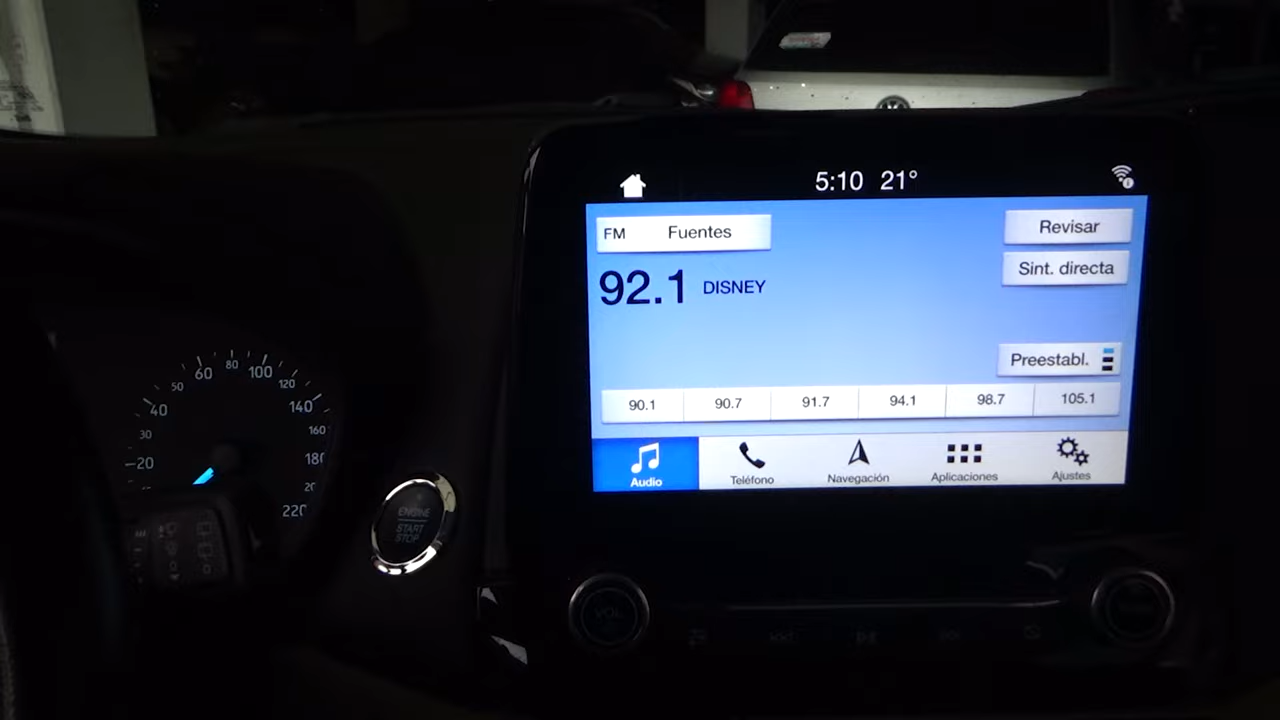 5:10 21°
FM Fuentes
Revisar
92.1 DISNEY
Sint. directa
Preestabl.
90.1 90.7 91.7 94.1 98.7 105.1
Audio Teléfono Navegación Aplicaciones Ajustes
20 30 40 50 60 80 100 120 140 160 180 220
ENGINE
START
STOP
VOL